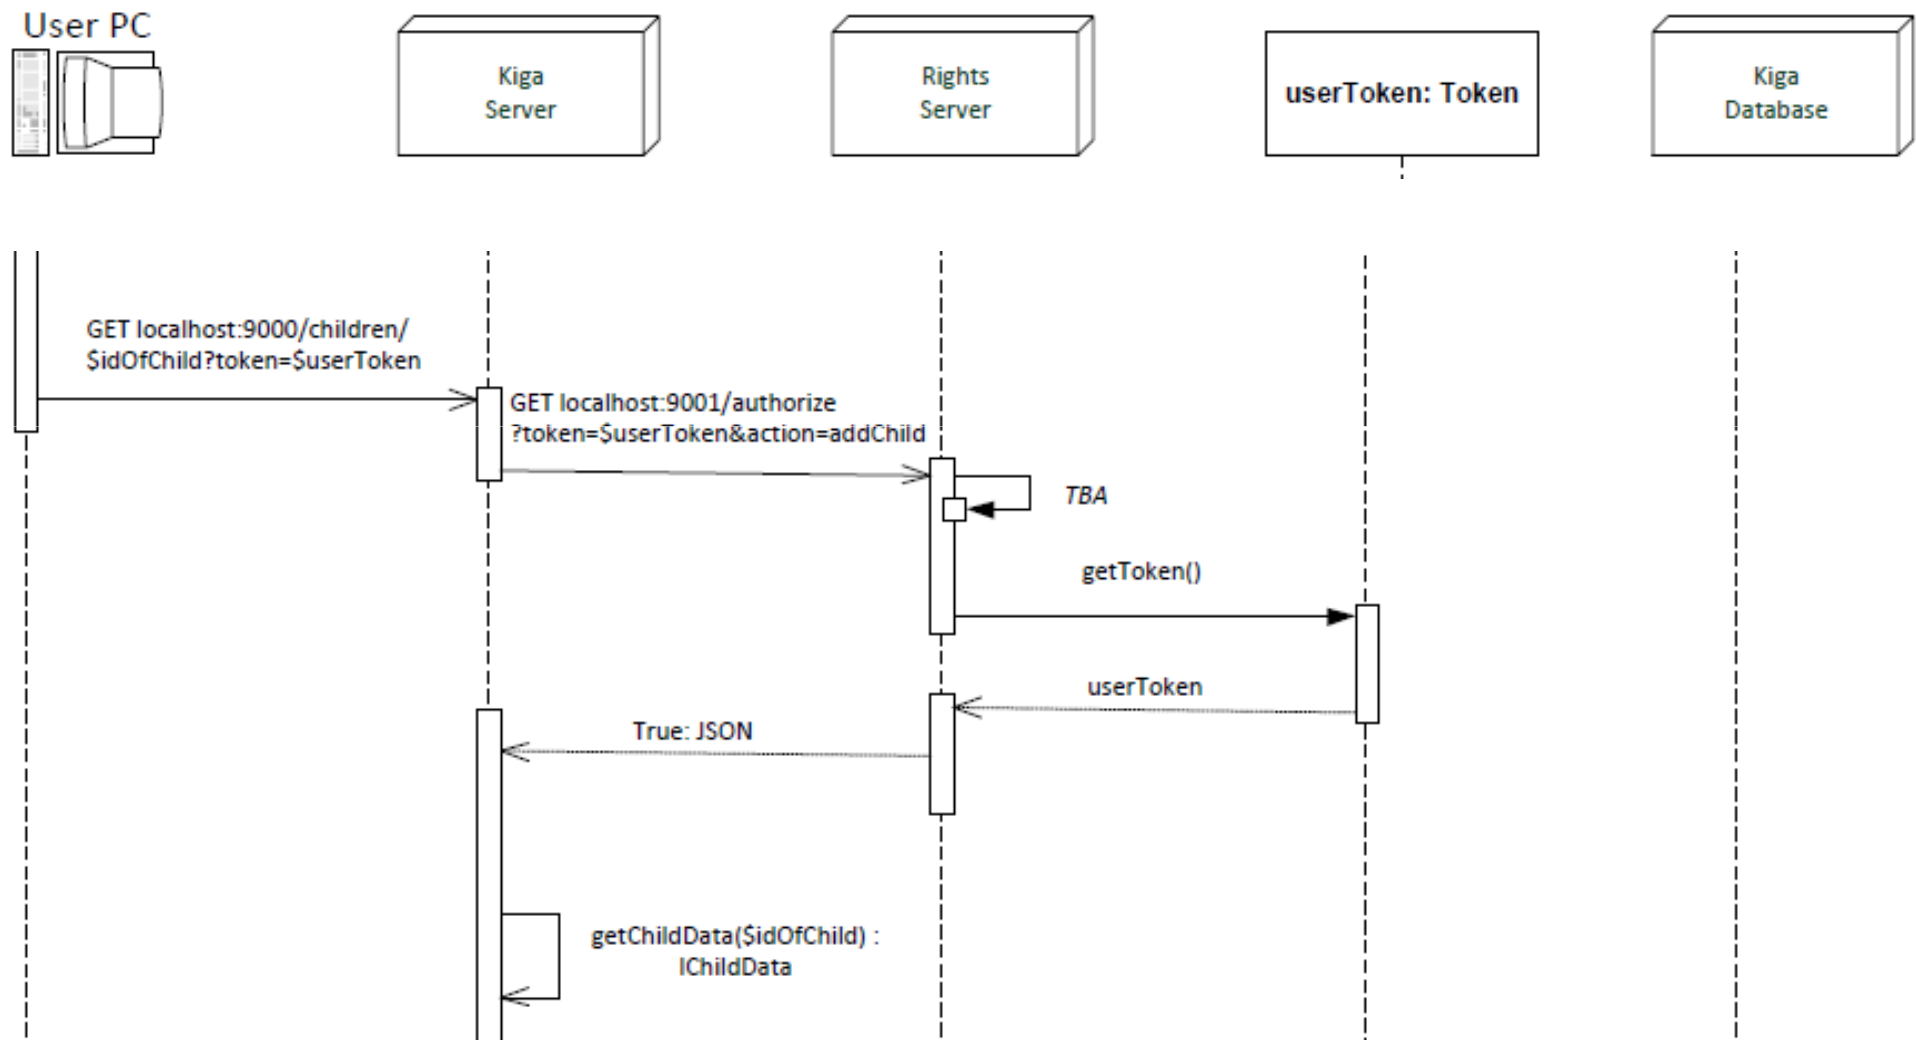 User PC
Kiga
Server
Rights
Server
userToken: Token
Kiga
Database
GET localhost:9000/children/
$idOfChild?token=$userToken
GET localhost:9001/authorize
?token=$userToken&action=addChild
TBA
getToken()
userToken
True: JSON
getChildData($idOfChild) :
IChildData